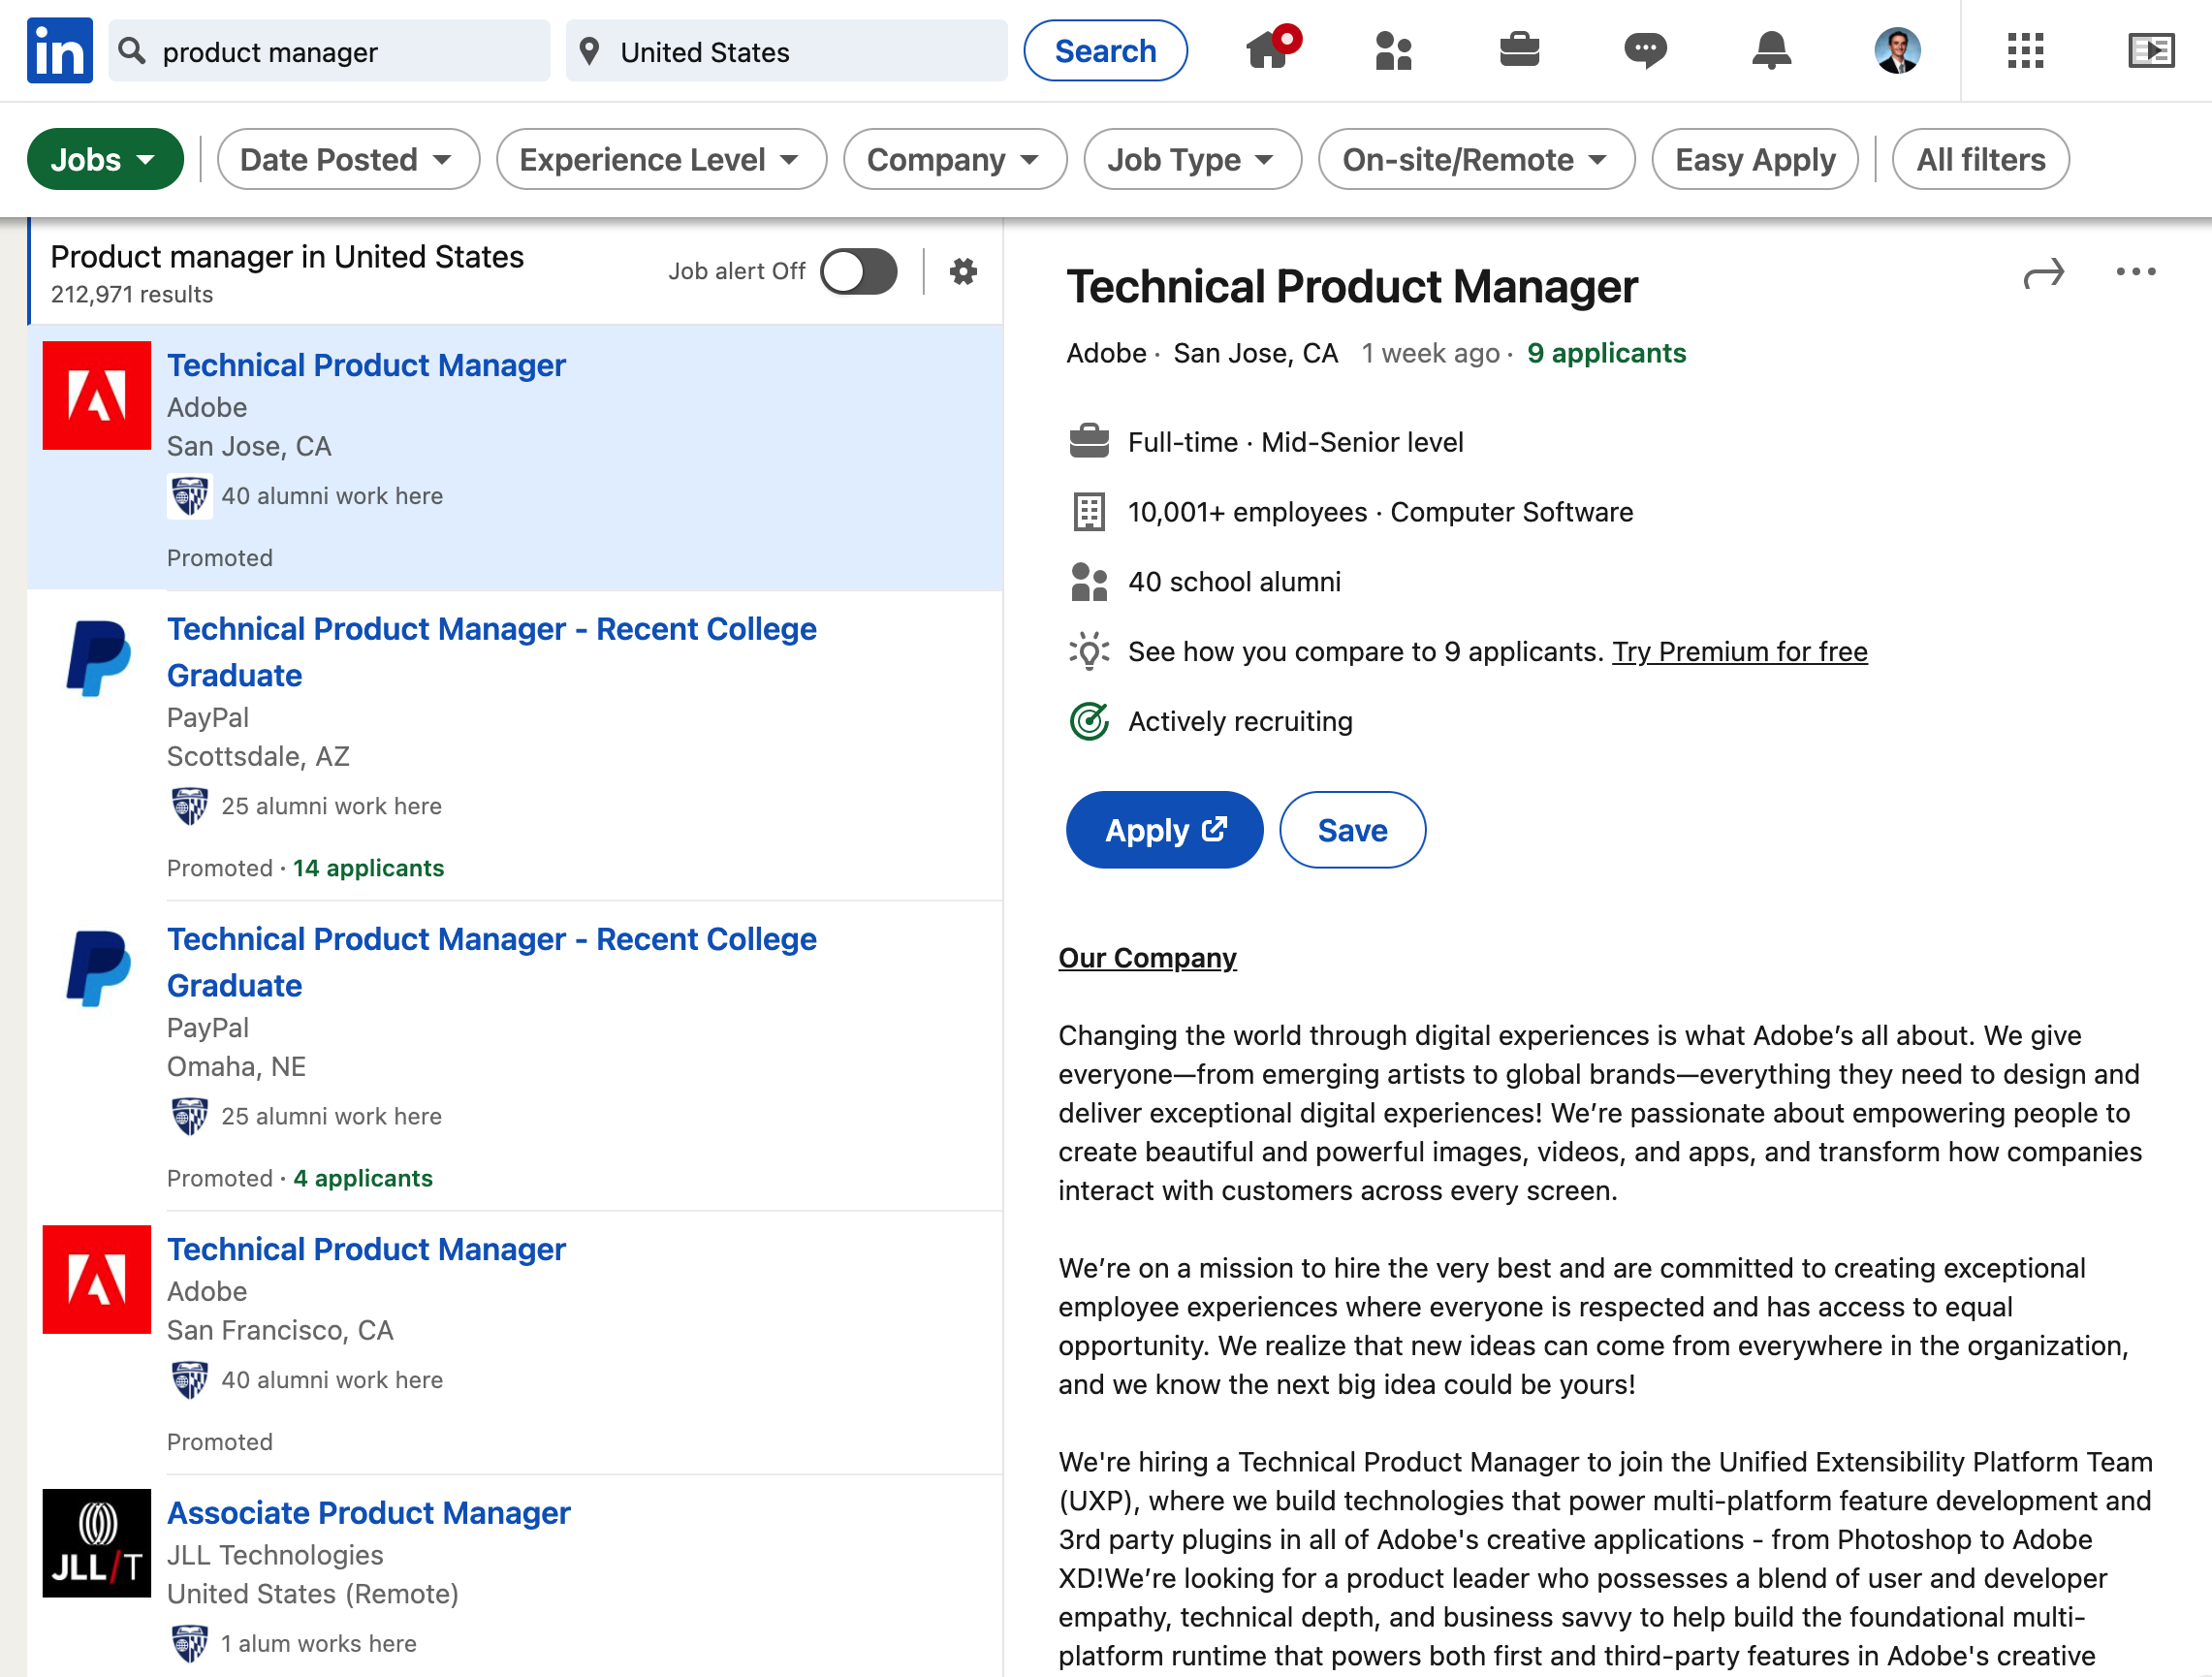 in
product manager
United States
Search
Jobs
Date Posted
Experience Level
Company
Job Type
On-site/Remote
Easy Apply
All filters
Product manager in United States
212,971 results
Job alert Off
Technical Product Manager
Adobe
San Jose, CA
40 alumni work here
Promoted
Technical Product Manager - Recent College
Graduate
PayPal
Scottsdale, AZ
25 alumni work here
Promoted · 14 applicants
Technical Product Manager - Recent College
Graduate
PayPal
Omaha, NE
25 alumni work here
Promoted · 4 applicants
Technical Product Manager
Adobe
San Francisco, CA
40 alumni work here
Promoted
JLL/T
Associate Product Manager
JLL Technologies
United States (Remote)
1 alum works here
Technical Product Manager
Adobe · San Jose, CA 1 week ago · 9 applicants
Full-time · Mid-Senior level
10,001+ employees · Computer Software
40 school alumni
See how you compare to 9 applicants. Try Premium for free
Actively recruiting
Apply
Save
Our Company
Changing the world through digital experiences is what Adobe’s all about. We give
everyone—from emerging artists to global brands—everything they need to design and
deliver exceptional digital experiences! We’re passionate about empowering people to
create beautiful and powerful images, videos, and apps, and transform how companies
interact with customers across every screen.
We’re on a mission to hire the very best and are committed to creating exceptional
employee experiences where everyone is respected and has access to equal
opportunity. We realize that new ideas can come from everywhere in the organization,
and we know the next big idea could be yours!
We're hiring a Technical Product Manager to join the Unified Extensibility Platform Team
(UXP), where we build technologies that power multi-platform feature development and
3rd party plugins in all of Adobe's creative applications - from Photoshop to Adobe
XD!We’re looking for a product leader who possesses a blend of user and developer
empathy, technical depth, and business savvy to help build the foundational multi-
platform runtime that powers both first and third-party features in Adobe's creative